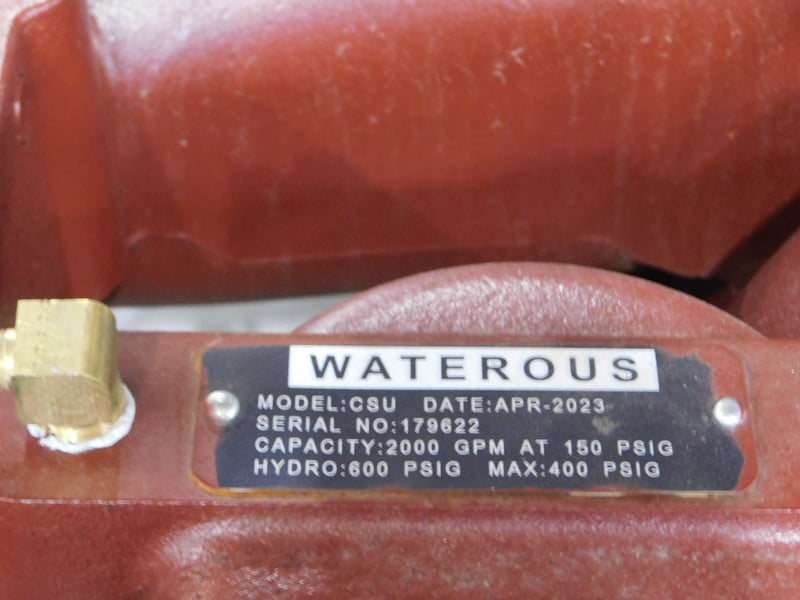 WATEROUS
MODEL:CSU DATE:APR-2023
SERIAL NO:179622
CAPACITY:2000 GPM AT 150 PSIG
HYDRO:600 PSIG MAX:400 PSIG